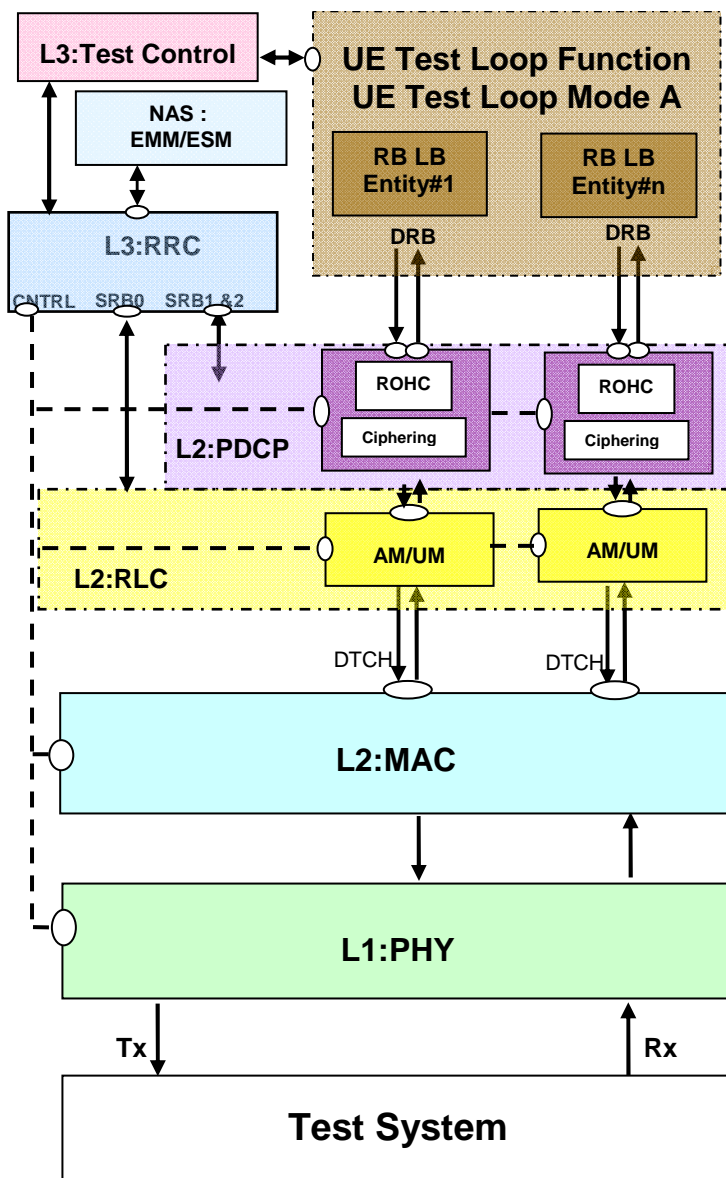 L3:Test Control
UE Test Loop Function
UE Test Loop Mode A
NAS :
EMM/ESM
RB LB
Entity#1
RB LB
Entity#n
DRB
DRB
L3:RRC
CNTRL SRB0 SRB1 &2
ROHC
Ciphering
ROHC
Ciphering
L2:PDCP
AM/UM
AM/UM
L2:RLC
DTCH
DTCH
L2:MAC
L1:PHY
Tx
Rx
Test System